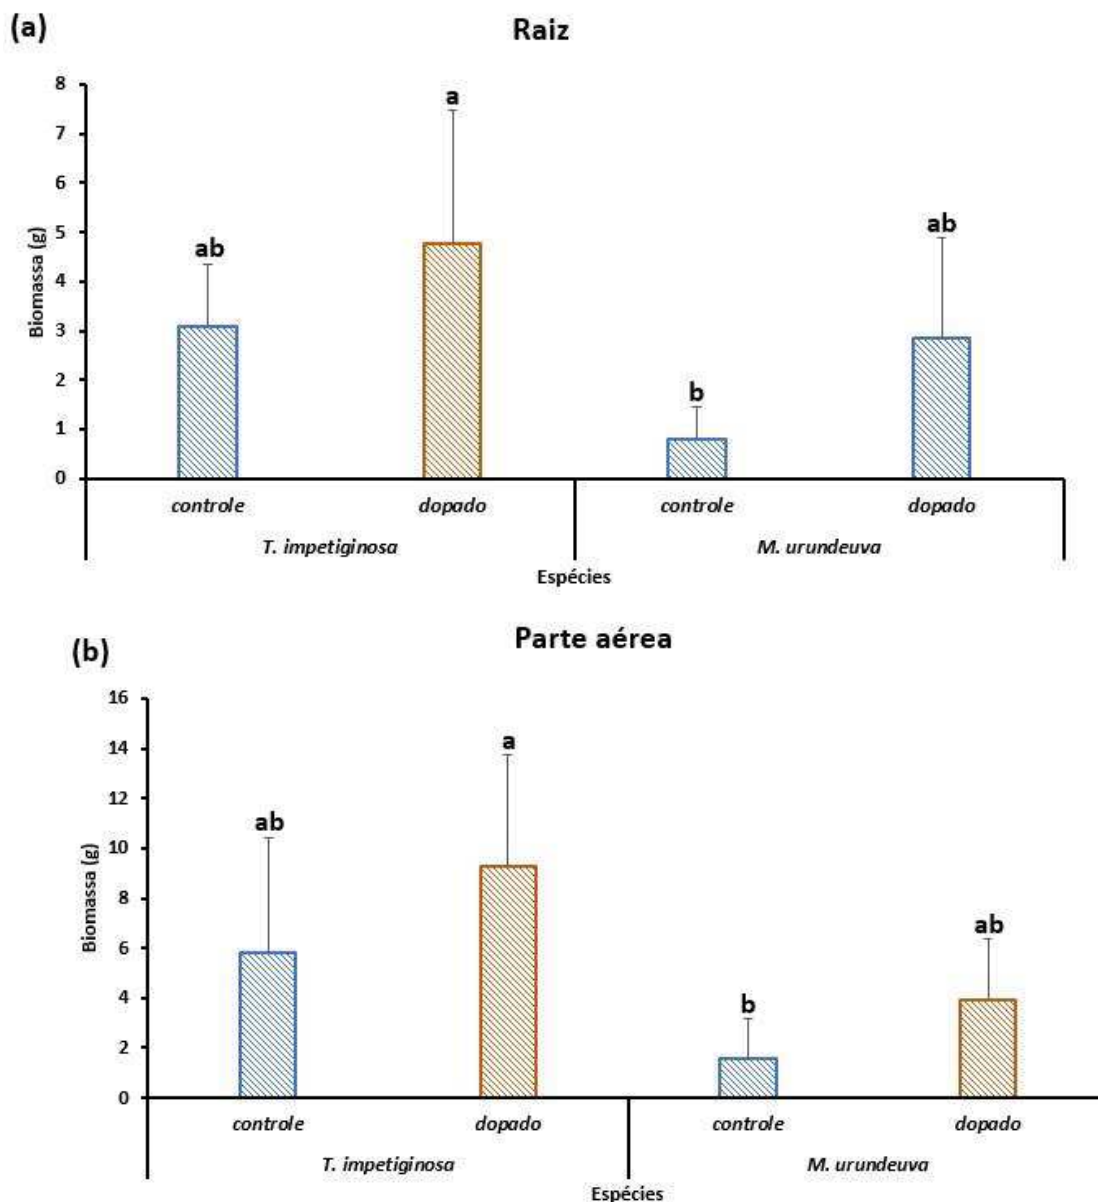 (a)
Raiz
8
7
6
5
4
3
2
1
0
Biomassa (g)
ab
a
b
ab
controle dopado controle dopado
T. impetiginosa M. urundeuva
Espécies
(b)
Parte aérea
16
14
12
10
8
6
4
2
0
Biomassa (g)
ab
a
b
ab
controle dopado controle dopado
T. impetiginosa M. urundeuva
Espécies